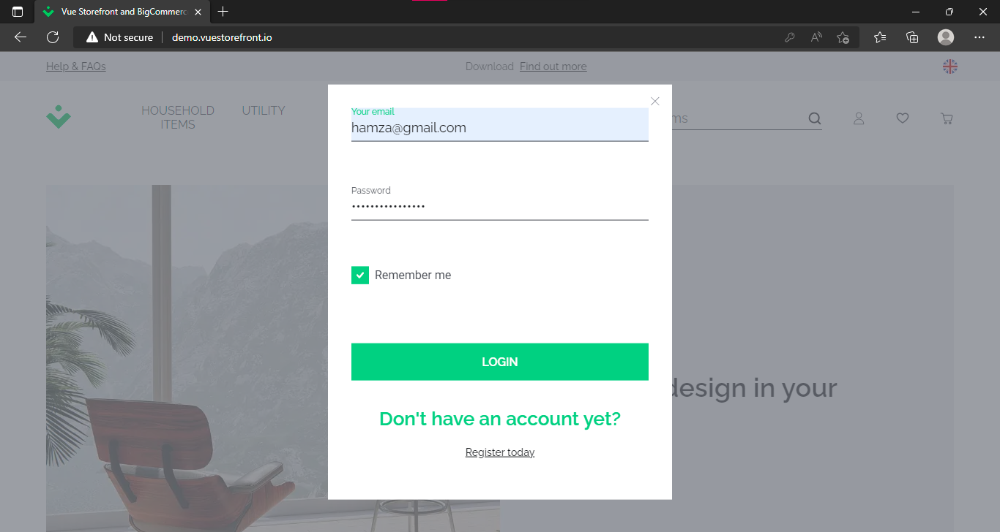 Vue Storefront and BigCommerc
Not secure
demo.vuestorefront.io
Help & FAQs
Download Find out more
HOUSEHOLD
ITEMS
UTILITY
ms
Your email
hamza@gmail.com
Password
••••••••••••••••
Remember me
LOGIN
design in your
Don't have an account yet?
Register today